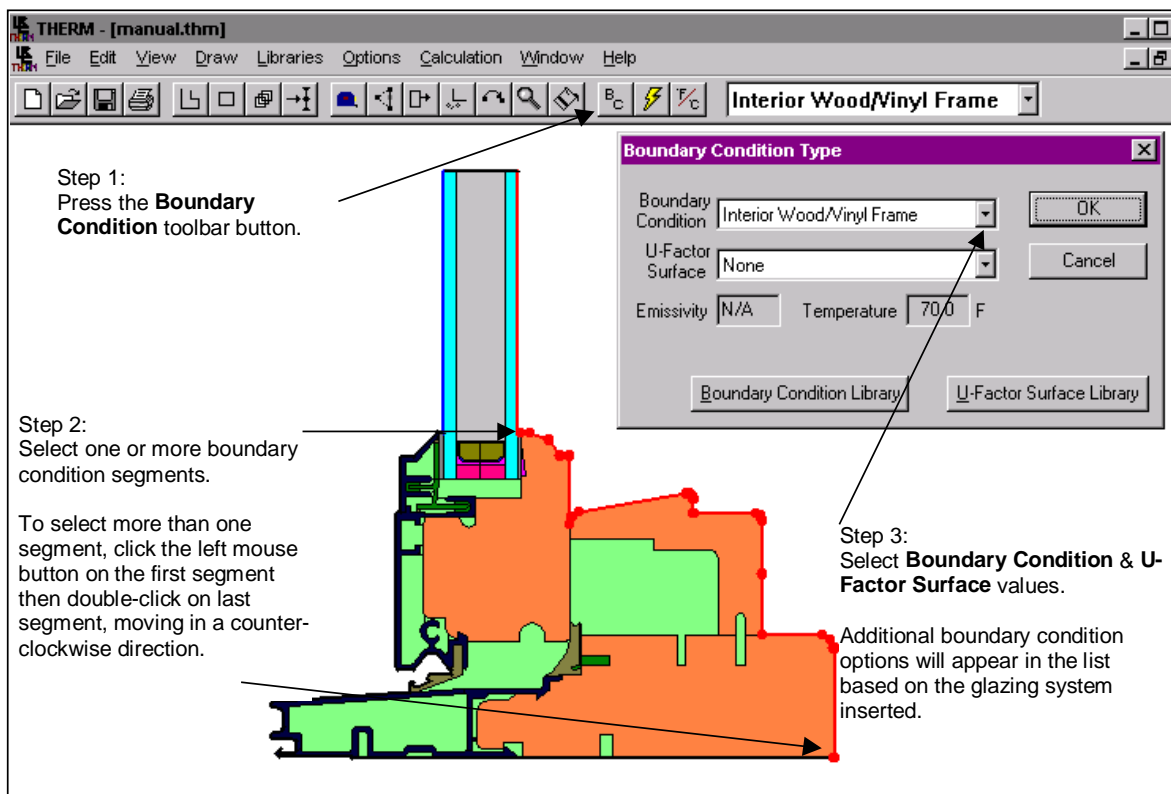 THERM - [manual.thm]
File Edit View Draw Libraries Options Calculation Window Help
BC F/C Interior Wood/Vinyl Frame
Step 1:
Press the Boundary
Condition toolbar button.
Boundary Condition Type
Boundary
Condition
Interior Wood/Vinyl Frame
OK
U-Factor
Surface
None
Cancel
Emissivity N/A Temperature 70.0 F
Boundary Condition Library
U-Factor Surface Library
Step 2:
Select one or more boundary
condition segments.
To select more than one
segment, click the left mouse
button on the first segment
then double-click on last
segment, moving in a counter-
clockwise direction.
Step 3:
Select Boundary Condition & U-
Factor Surface values.
Additional boundary condition
options will appear in the list
based on the glazing system
inserted.